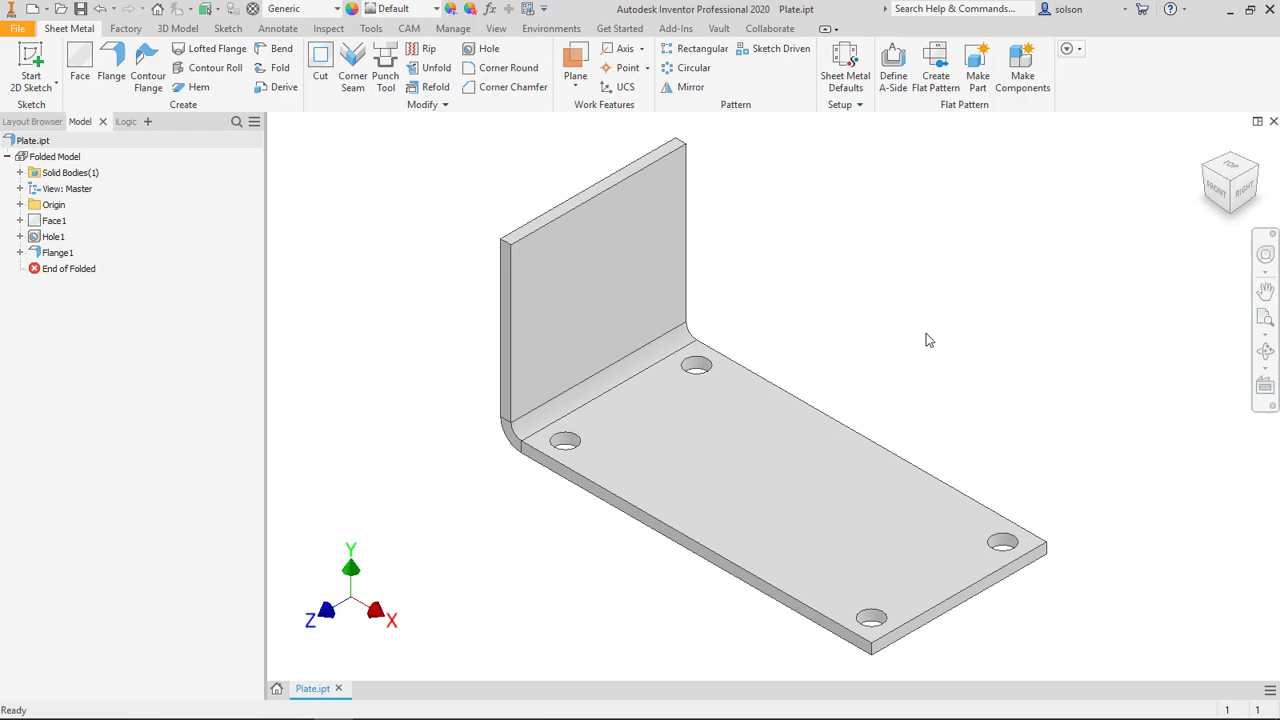 Generic
Default
Autodesk Inventor Professional 2020 Plate.ipt
Search Help & Commands...
solson
File
Sheet Metal
Factory
3D Model
Sketch
Annotate
Inspect
Tools
CAM
Manage
View
Environments
Get Started
Add-Ins
Vault
Collaborate
Start
2D Sketch
Face
Flange
Contour
Flange
Lofted Flange
Contour Roll
Hem
Bend
Fold
Derive
Cut
Corner
Seam
Punch
Tool
Rip
Unfold
Refold
Hole
Corner Round
Corner Chamfer
Plane
Axis
Point
UCS
Rectangular
Circular
Mirror
Sketch Driven
Sheet Metal
Defaults
Define
A-Side
Create
Flat Pattern
Make
Part
Make
Components
Sketch
Create
Modify
Work Features
Pattern
Setup
Flat Pattern
Layout Browser
Model
iLogic
Plate.ipt
Folded Model
Solid Bodies(1)
View: Master
Origin
Face1
Hole1
Flange1
End of Folded
TOP
FRONT
RIGHT
Y
Z
X
Plate.ipt
Ready
1
1